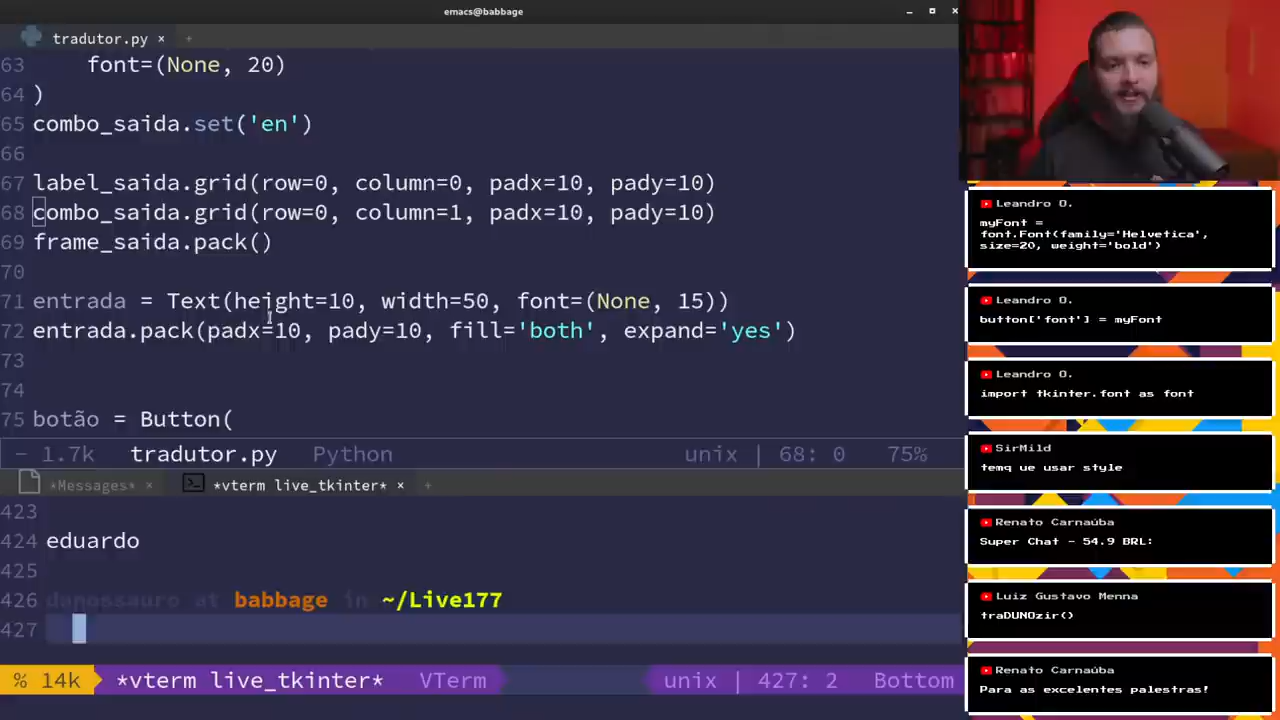 emacs@babbage
tradutor.py × +
63 font=(None, 20)
64 )
65 combo_saida.set('en')
66
67 label_saida.grid(row=0, column=0, padx=10, pady=10)
68 combo_saida.grid(row=0, column=1, padx=10, pady=10)
69 frame_saida.pack()
70
71 entrada = Text(height=10, width=50, font=(None, 15))
72 entrada.pack(padx=10, pady=10, fill='both', expand='yes')
73
74
75 botão = Button(
- 1.7k tradutor.py Python unix | 68: 0 75%
*Messages* × *vterm live_tkinter* × +
423
424 eduardo
425
426 dunossauro at babbage in ~/Live177
427
% 14k *vterm live_tkinter* VTerm unix | 427: 2 Bottom
Leandro O.
myFont =
font.Font(family='Helvetica',
size=20, weight='bold')
Leandro O.
button['font'] = myFont
Leandro O.
import tkinter.font as font
SirMild
temq ue usar style
Renato Carnaúba
Super Chat - 54.9 BRL:
Luiz Gustavo Menna
traDUNOzir()
Renato Carnaúba
Para as excelentes palestras!